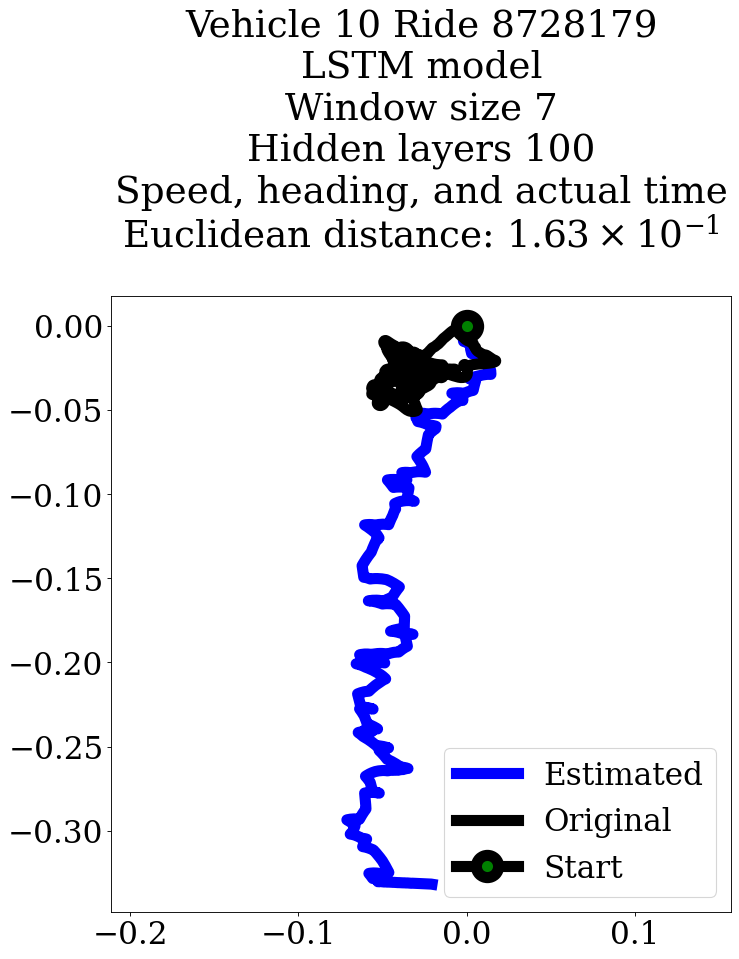 Vehicle 10 Ride 8728179
LSTM model
Window size 7
Hidden layers 100
Speed, heading, and actual time
Euclidean distance: 1.63 × 10⁻¹
0.00
−0.05
−0.10
−0.15
−0.20
−0.25
−0.30
Estimated
Original
Start
−0.2
−0.1
0.0
0.1